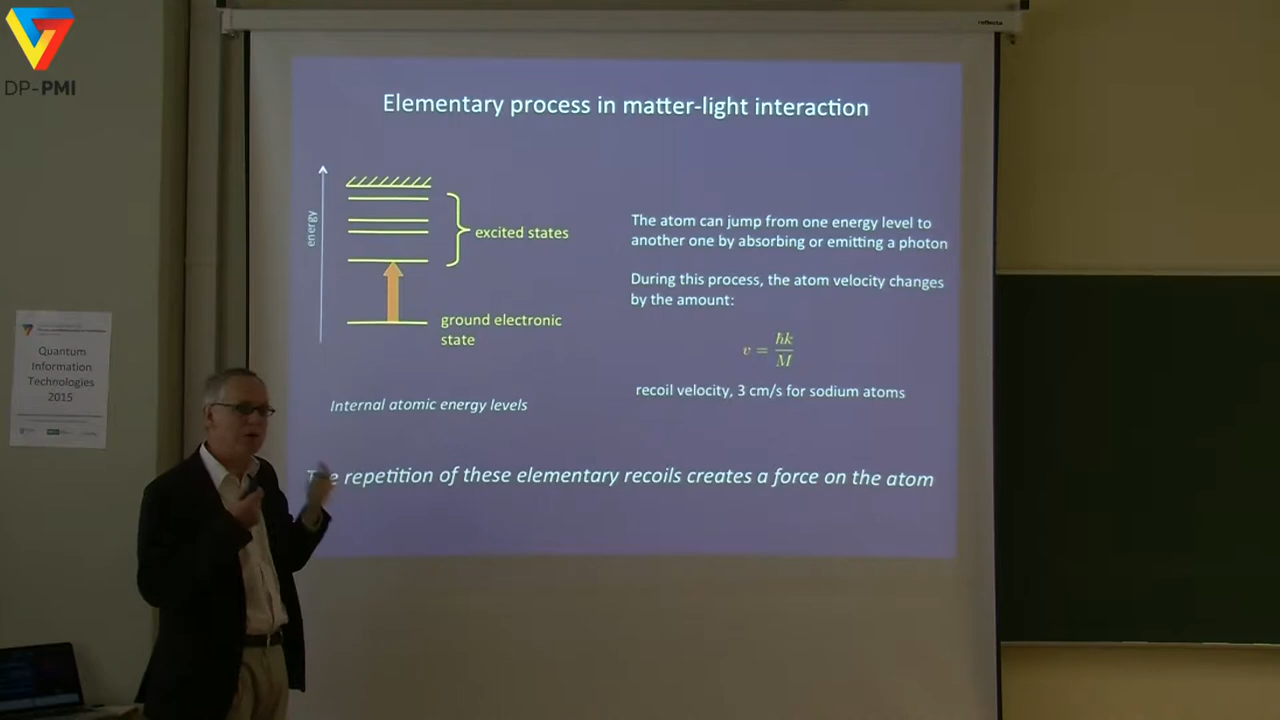 DP-PMI
reflecta
Elementary process in matter-light interaction
energy
excited states
ground electronic
state
Internal atomic energy levels
The atom can jump from one energy level to
another one by absorbing or emitting a photon
During this process, the atom velocity changes
by the amount:
v = ħk / M
recoil velocity, 3 cm/s for sodium atoms
repetition of these elementary recoils creates a force on the atom
Quantum
Information
Technologies
2015